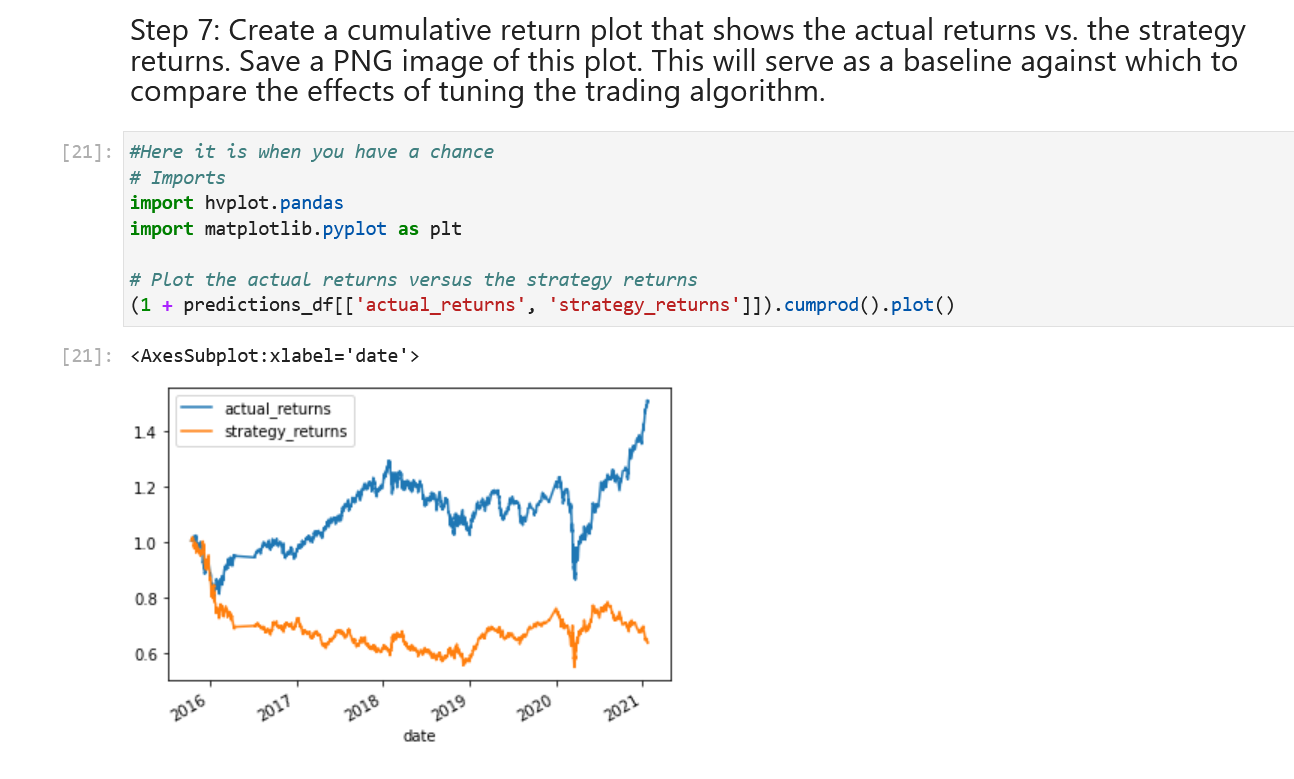 Step 7: Create a cumulative return plot that shows the actual returns vs. the strategy
returns. Save a PNG image of this plot. This will serve as a baseline against which to
compare the effects of tuning the trading algorithm.
[21]: #Here it is when you have a chance
# Imports
import hvplot.pandas
import matplotlib.pyplot as plt
# Plot the actual returns versus the strategy returns
(1 + predictions_df[['actual_returns', 'strategy_returns']]).cumprod().plot()
[21]: <AxesSubplot:xlabel='date'>
actual_returns
strategy_returns
1.4
1.2
1.0
0.8
0.6
2016 2017 2018 2019 2020 2021
date